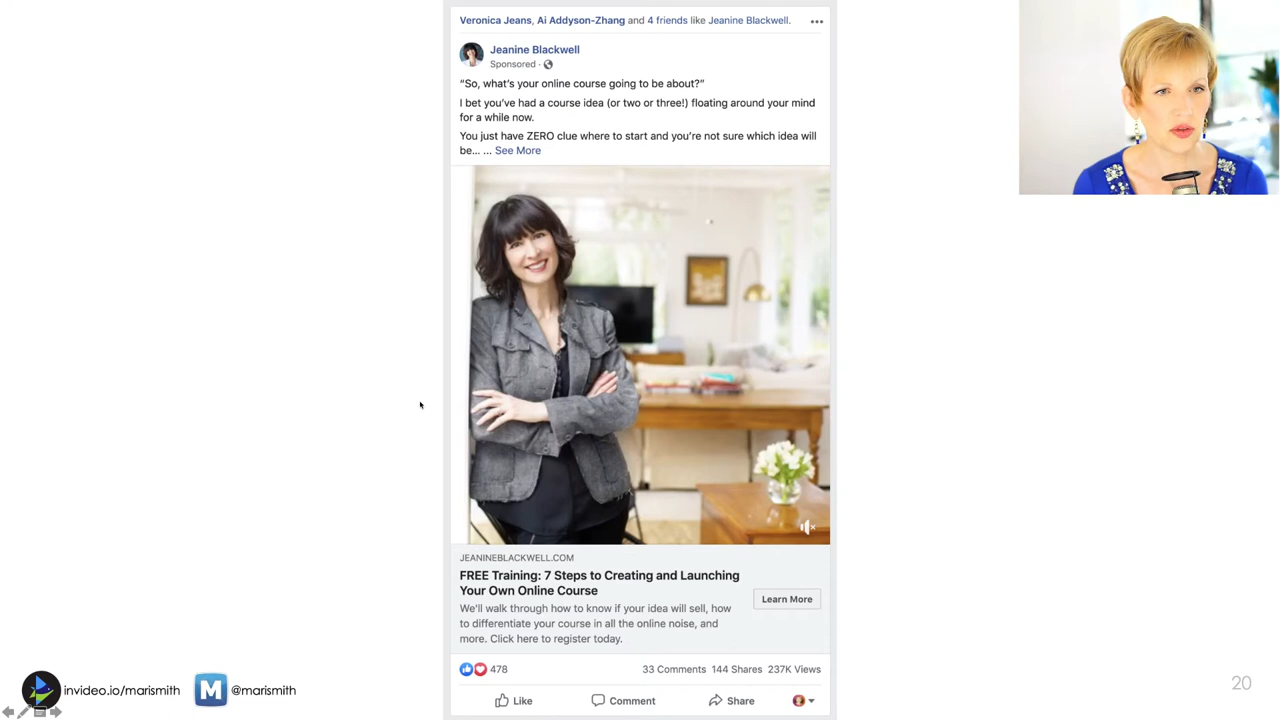 Veronica Jeans, Ai Addyson-Zhang and 4 friends like Jeanine Blackwell.
Jeanine Blackwell
Sponsored ·
“So, what’s your online course going to be about?”
I bet you’ve had a course idea (or two or three!) floating around your mind
for a while now.
You just have ZERO clue where to start and you’re not sure which idea will
be... ... See More
JEANINEBLACKWELL.COM
FREE Training: 7 Steps to Creating and Launching
Your Own Online Course
We’ll walk through how to know if your idea will sell, how
to differentiate your course in all the online noise, and
more. Click here to register today.
Learn More
478
33 Comments 144 Shares 237K Views
Like Comment Share
invideo.io/marismith
M @marismith
20